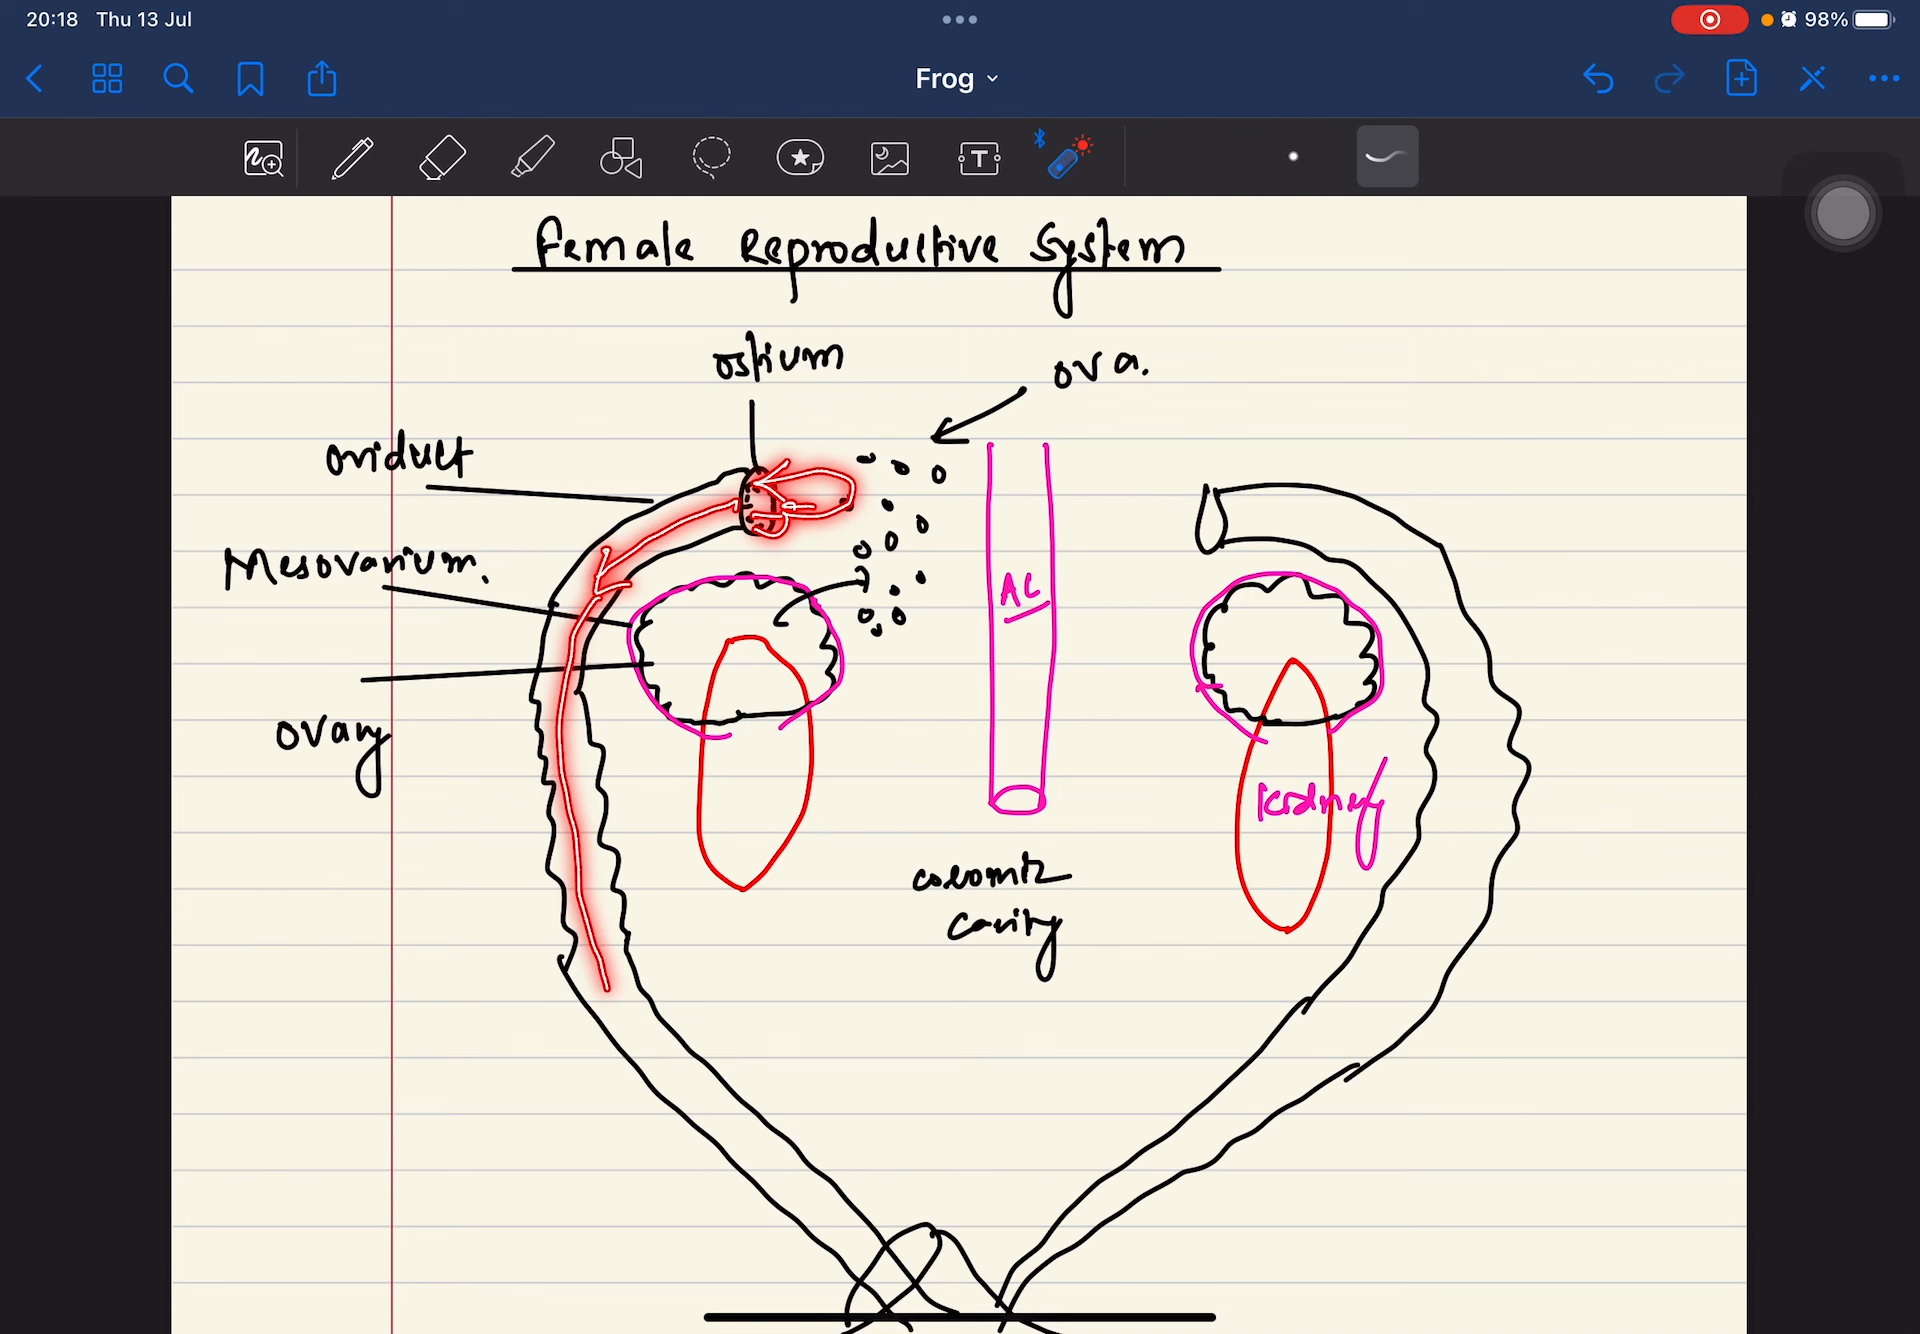 20:18 Thu 13 Jul
98%
Frog
T
Female Reproductive System
ostium
ova.
oviduct
Mesovarium.
AC
ovary
Kidney
coelomic
cavity